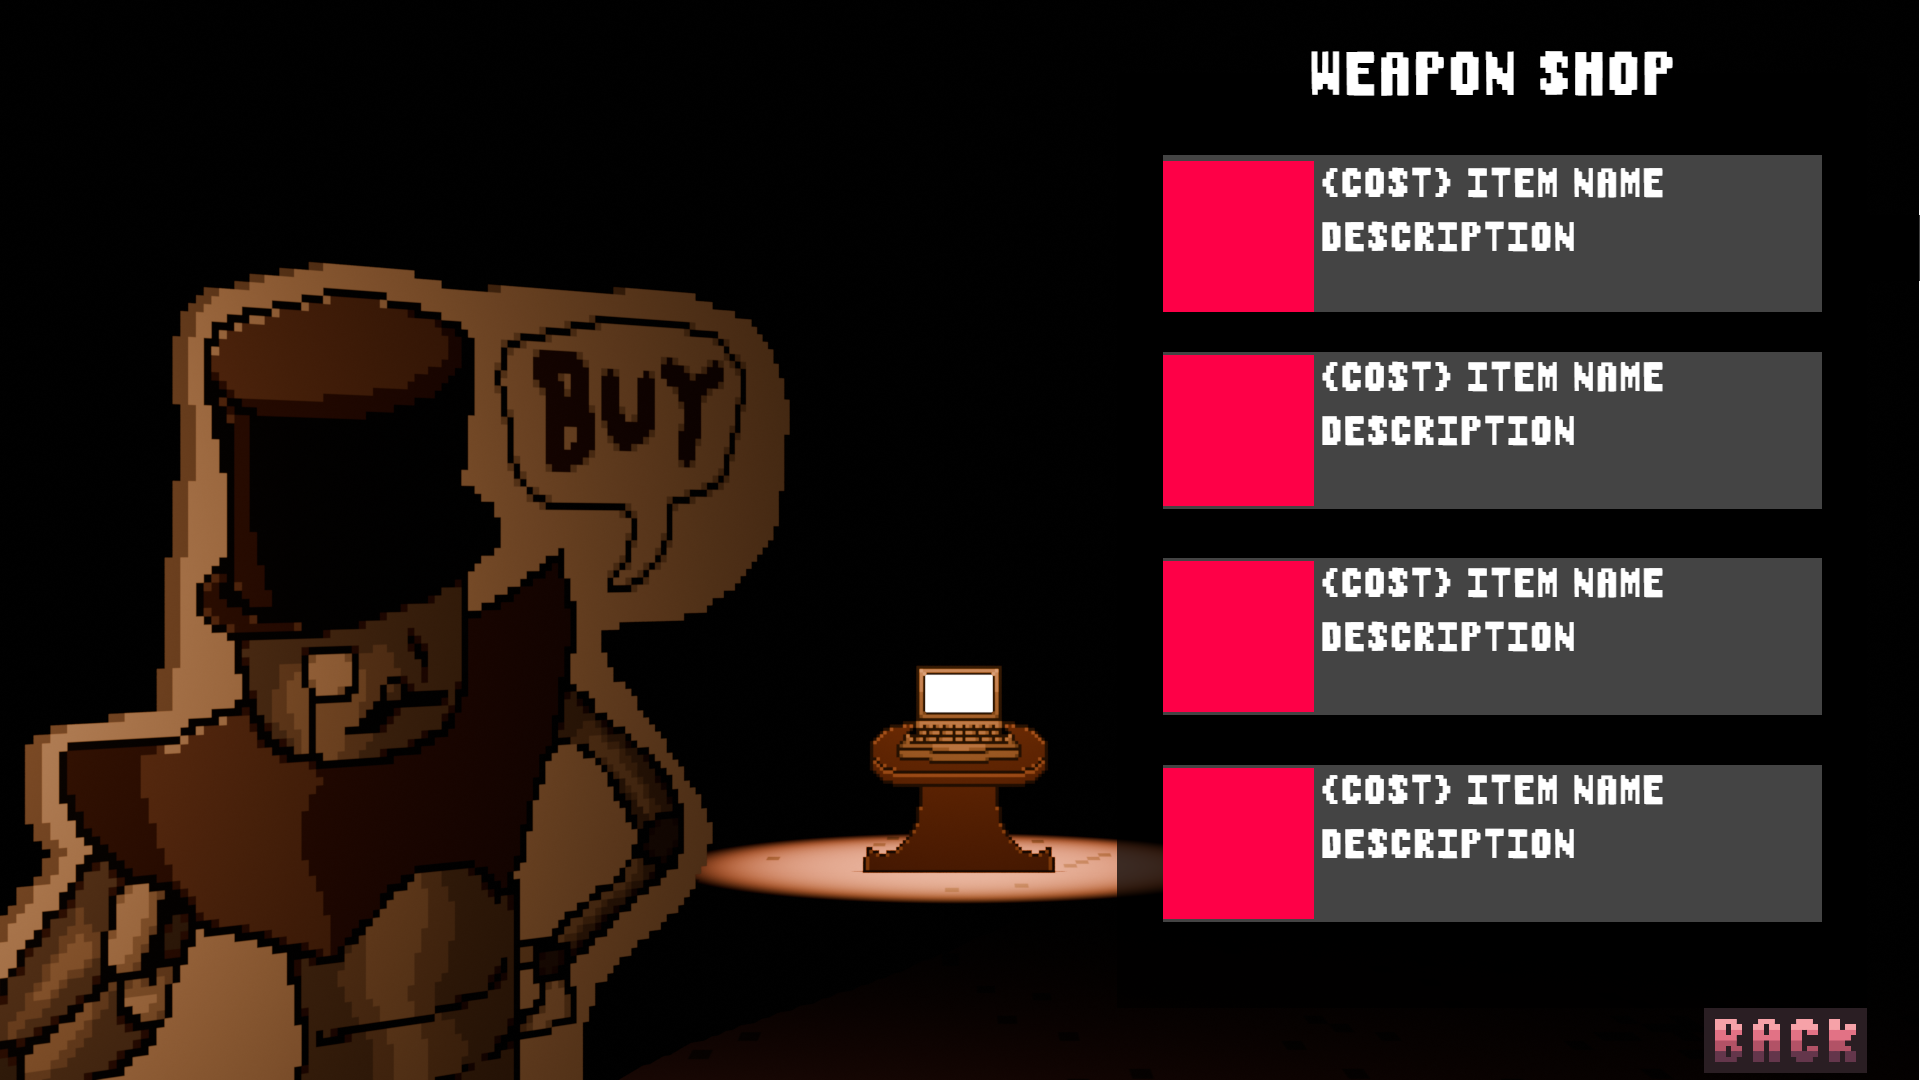 WEAPON SHOP
{COST} ITEM NAME
DESCRIPTION
{COST} ITEM NAME
DESCRIPTION
{COST} ITEM NAME
DESCRIPTION
{COST} ITEM NAME
DESCRIPTION
BUY
BACK